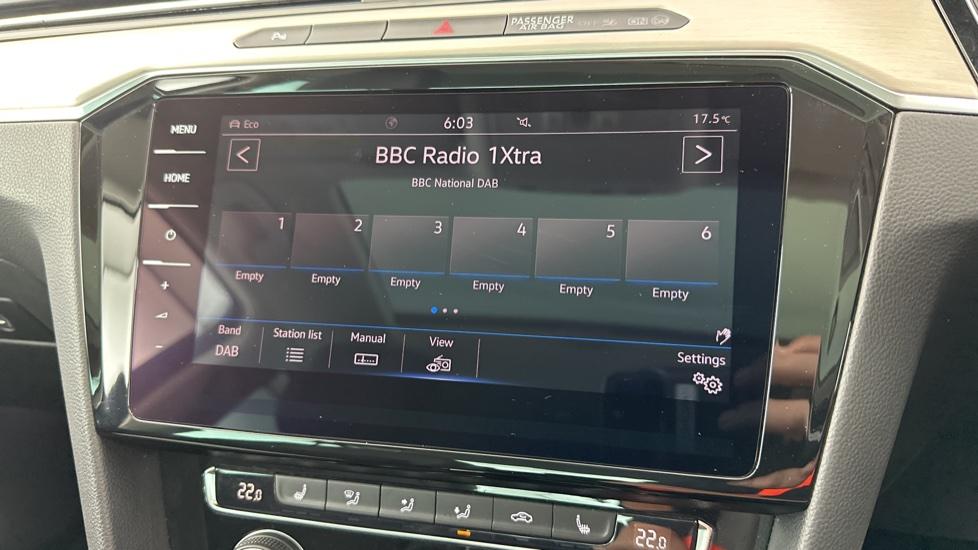 PASSENGER
AIR BAG OFF ON
MENU
HOME
+
-
Eco 6:03 17.5°C
< BBC Radio 1Xtra >
BBC National DAB
1 2 3 4 5 6
Empty Empty Empty Empty Empty Empty
Band Station list Manual View Settings
DAB
22.0 22.0